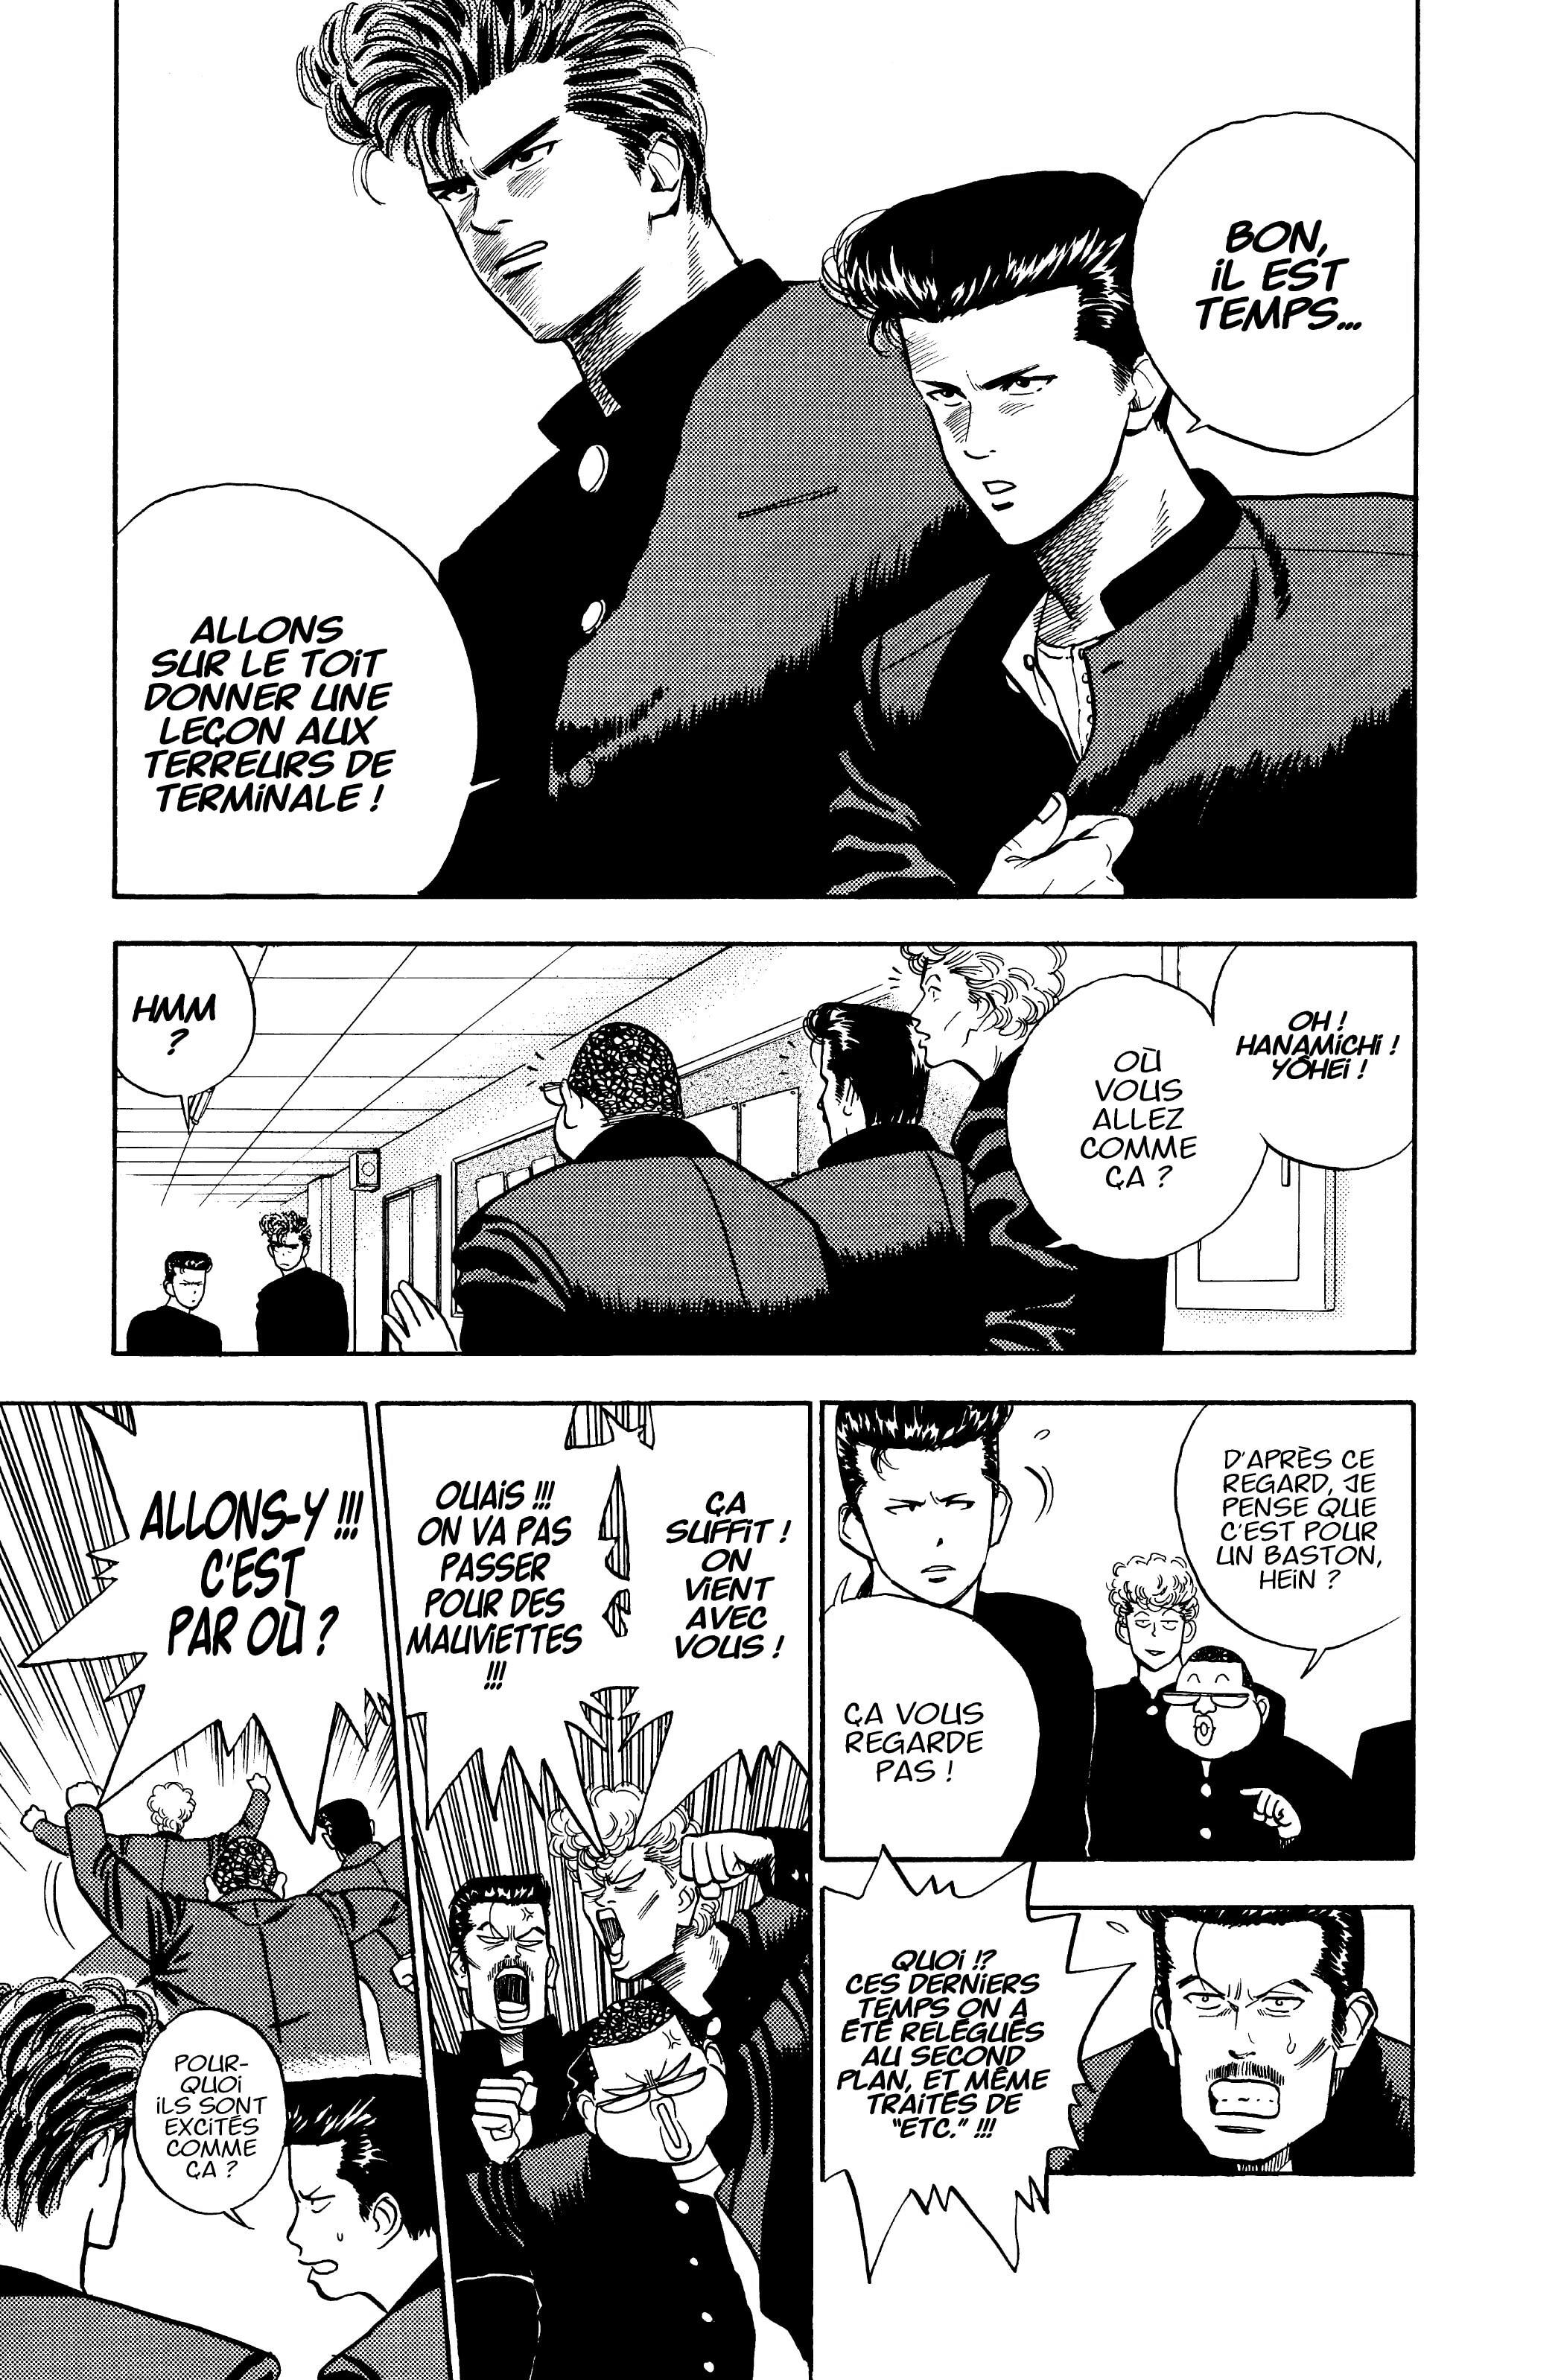 BON,
IL EST
TEMPS...
ALLONS
SUR LE TOIT
DONNER UNE
LEÇON AUX
TERREURS DE
TERMINALE !
OH !
HANAMICHI !
YÔHEI !
OÙ
VOUS
ALLEZ
COMME
ÇA ?
HMM
?
D'APRÈS CE
REGARD, JE
PENSE QUE
C'EST POUR
UN BASTON,
HEIN ?
ÇA VOUS
REGARDE
PAS !
QUOI !?
CES DERNIERS
TEMPS ON A
ÉTÉ RELÉGUÉS
AU SECOND
PLAN, ET MÊME
TRAITÉS DE
"ETC." !!!
ÇA
SUFFIT !
ON
VIENT
AVEC
VOUS !
OUAIS !!!
ON VA PAS
PASSER
POUR DES
MAUVIETTES
!!!
ALLONS-Y !!!
C'EST
PAR OÙ ?
POUR-
QUOI
ILS SONT
EXCITÉS
COMME
ÇA ?